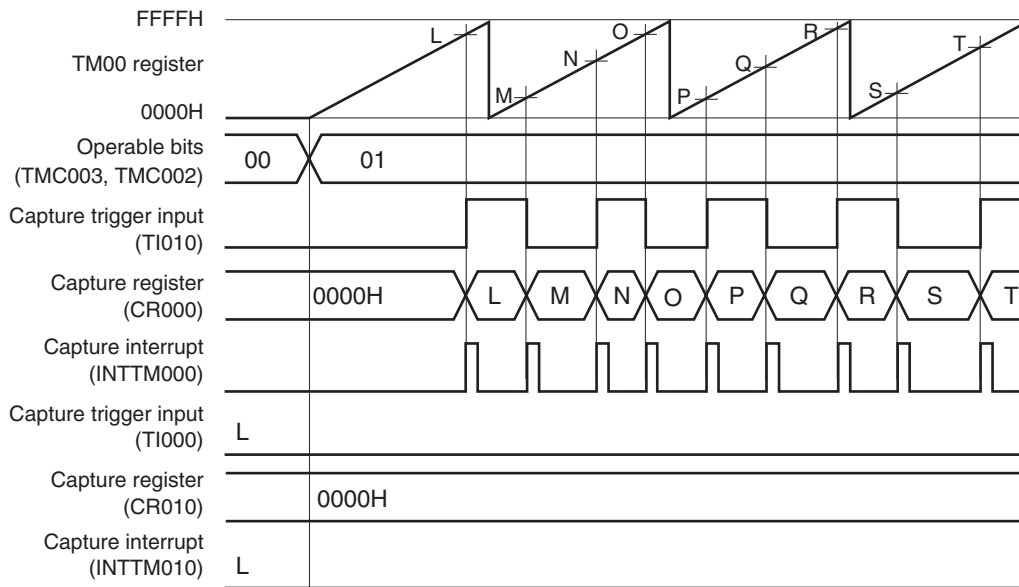 FFFFH
TM00 register
0000H
L M N O P Q R S T
Operable bits
(TMC003, TMC002)
00 01
Capture trigger input
(TI010)
Capture register
(CR000)
0000H L M N O P Q R S T
Capture interrupt
(INTTM000)
Capture trigger input
(TI000)
L
Capture register
(CR010)
0000H
Capture interrupt
(INTTM010)
L